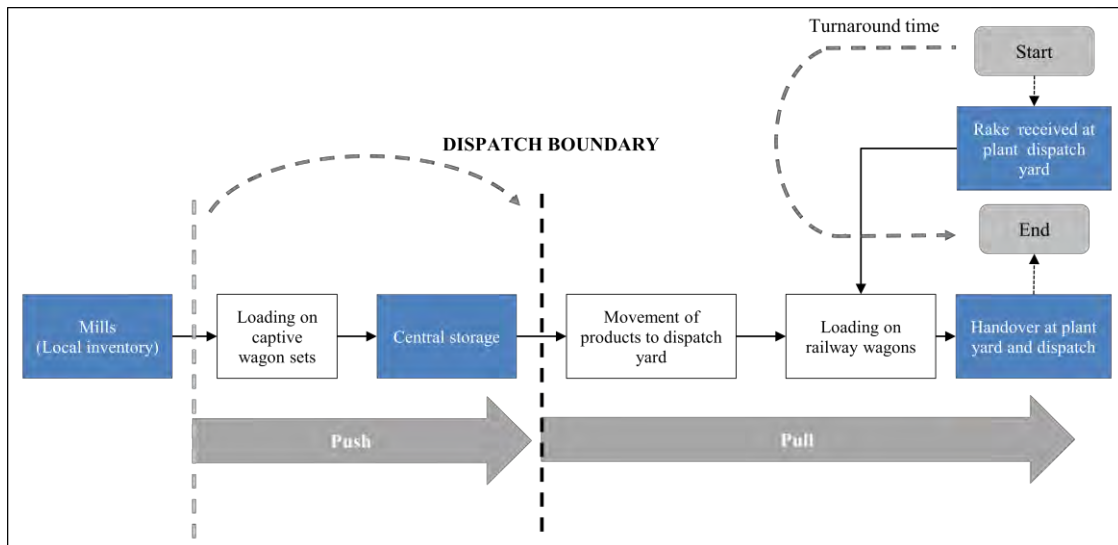 Turnaround time
Start
Rake received at
plant dispatch
yard
DISPATCH BOUNDARY
End
Mills
(Local inventory)
Loading on
captive
wagon sets
Central storage
Movement of
products to dispatch
yard
Loading on
railway wagons
Handover at plant
yard and dispatch
Push
Pull